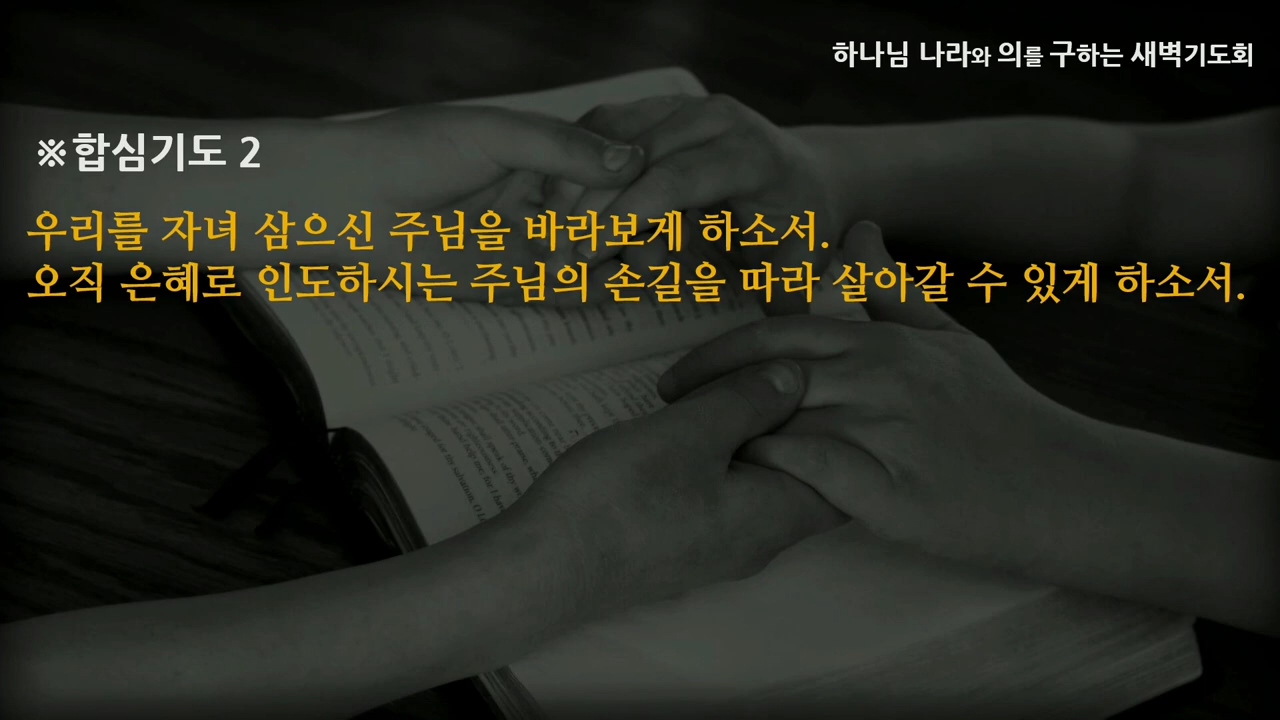 하나님 나라와 의를 구하는 새벽기도회
※합심기도 2
우리를 자녀 삼으신 주님을 바라보게 하소서.
오직 은혜로 인도하시는 주님의 손길을 따라 살아갈 수 있게 하소서.